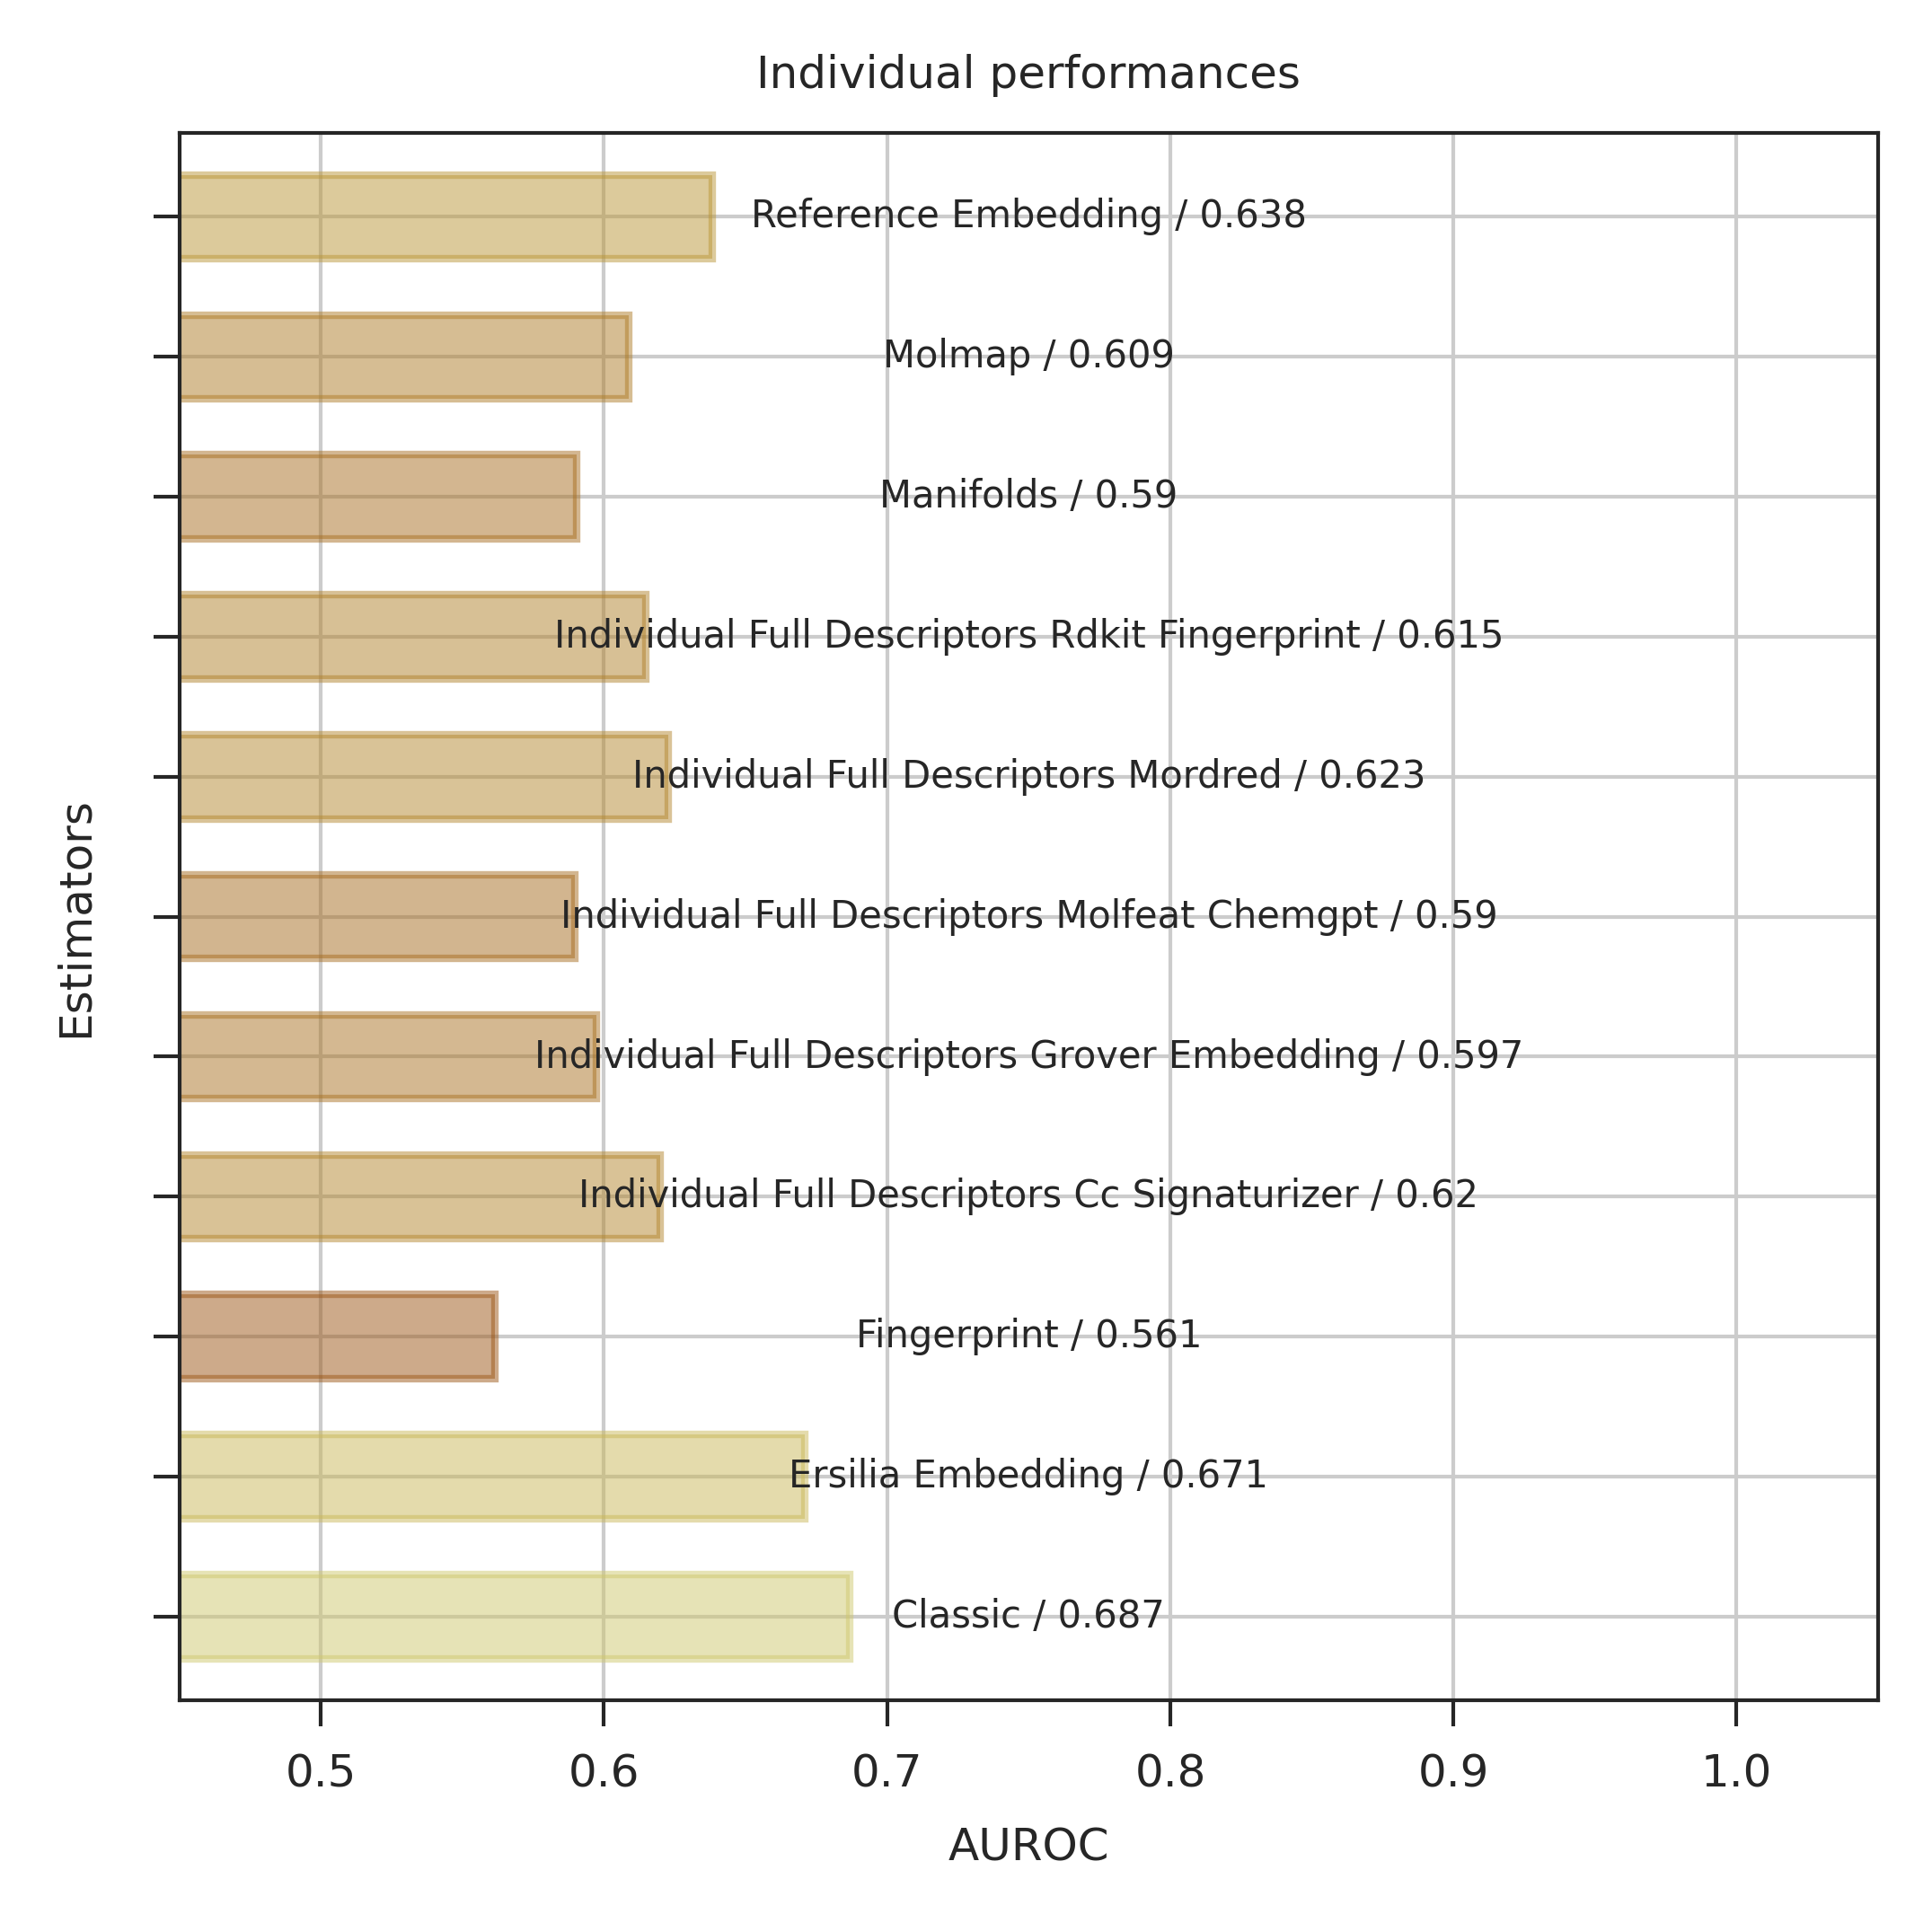 Individual performances
Reference Embedding / 0.638
Molmap / 0.609
Manifolds / 0.59
Individual Full Descriptors Rdkit Fingerprint / 0.615
Individual Full Descriptors Mordred / 0.623
Individual Full Descriptors Molfeat Chemgpt / 0.59
Individual Full Descriptors Grover Embedding / 0.597
Individual Full Descriptors Cc Signaturizer / 0.62
Fingerprint / 0.561
Ersilia Embedding / 0.671
Classic / 0.687
Estimators
0.5 0.6 0.7 0.8 0.9 1.0
AUROC